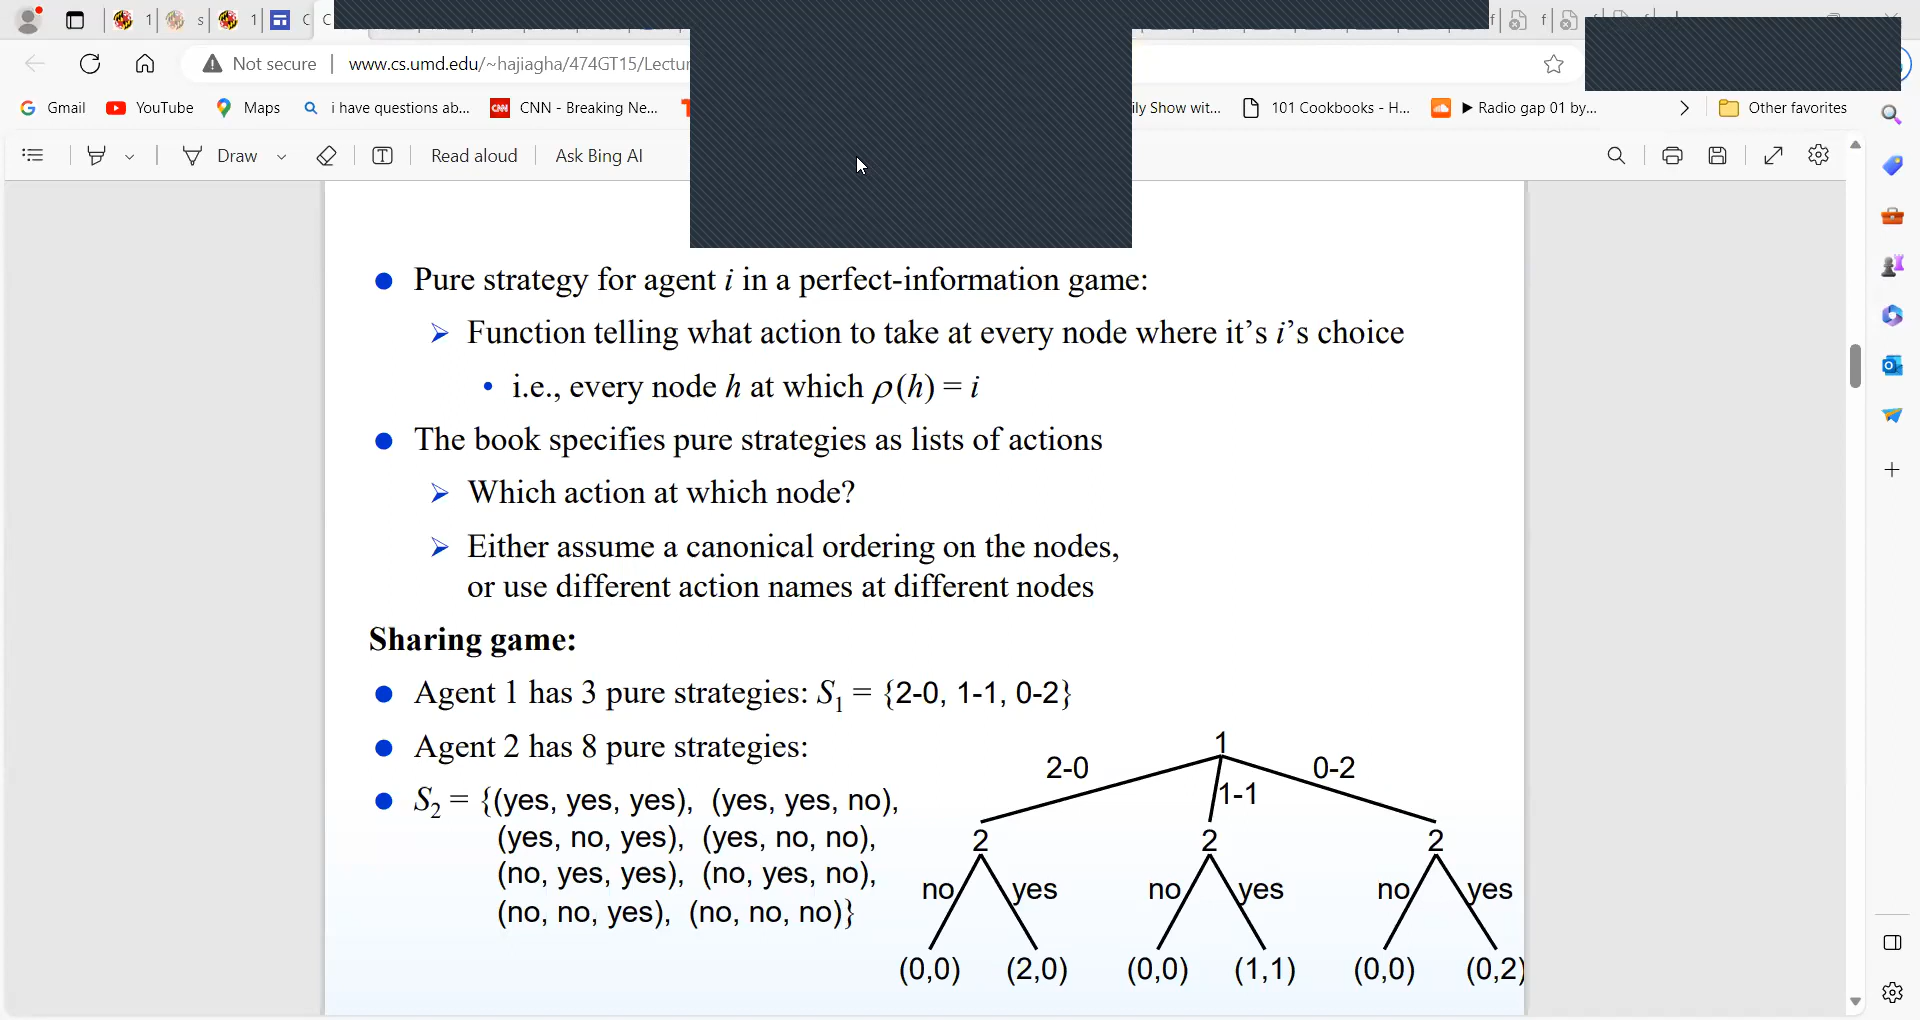 1
s
1
C
C
f
f
f
f
Not secure
www.cs.umd.edu/~hajiagha/474GT15/Lectur
Gmail
YouTube
Maps
i have questions ab...
CNN - Breaking Ne...
ily Show wit...
101 Cookbooks - H...
▶ Radio gap 01 by...
Other favorites
Draw
Read aloud
Ask Bing AI
● Pure strategy for agent i in a perfect-information game:
➢ Function telling what action to take at every node where it’s i’s choice
• i.e., every node h at which ρ(h) = i
● The book specifies pure strategies as lists of actions
➢ Which action at which node?
➢ Either assume a canonical ordering on the nodes,
or use different action names at different nodes
Sharing game:
● Agent 1 has 3 pure strategies: S1 = {2-0, 1-1, 0-2}
● Agent 2 has 8 pure strategies:
● S2 = {(yes, yes, yes), (yes, yes, no),
(yes, no, yes), (yes, no, no),
(no, yes, yes), (no, yes, no),
(no, no, yes), (no, no, no)}
1
2-0
1-1
0-2
2 2 2
no yes no yes no yes
(0,0) (2,0) (0,0) (1,1) (0,0) (0,2)